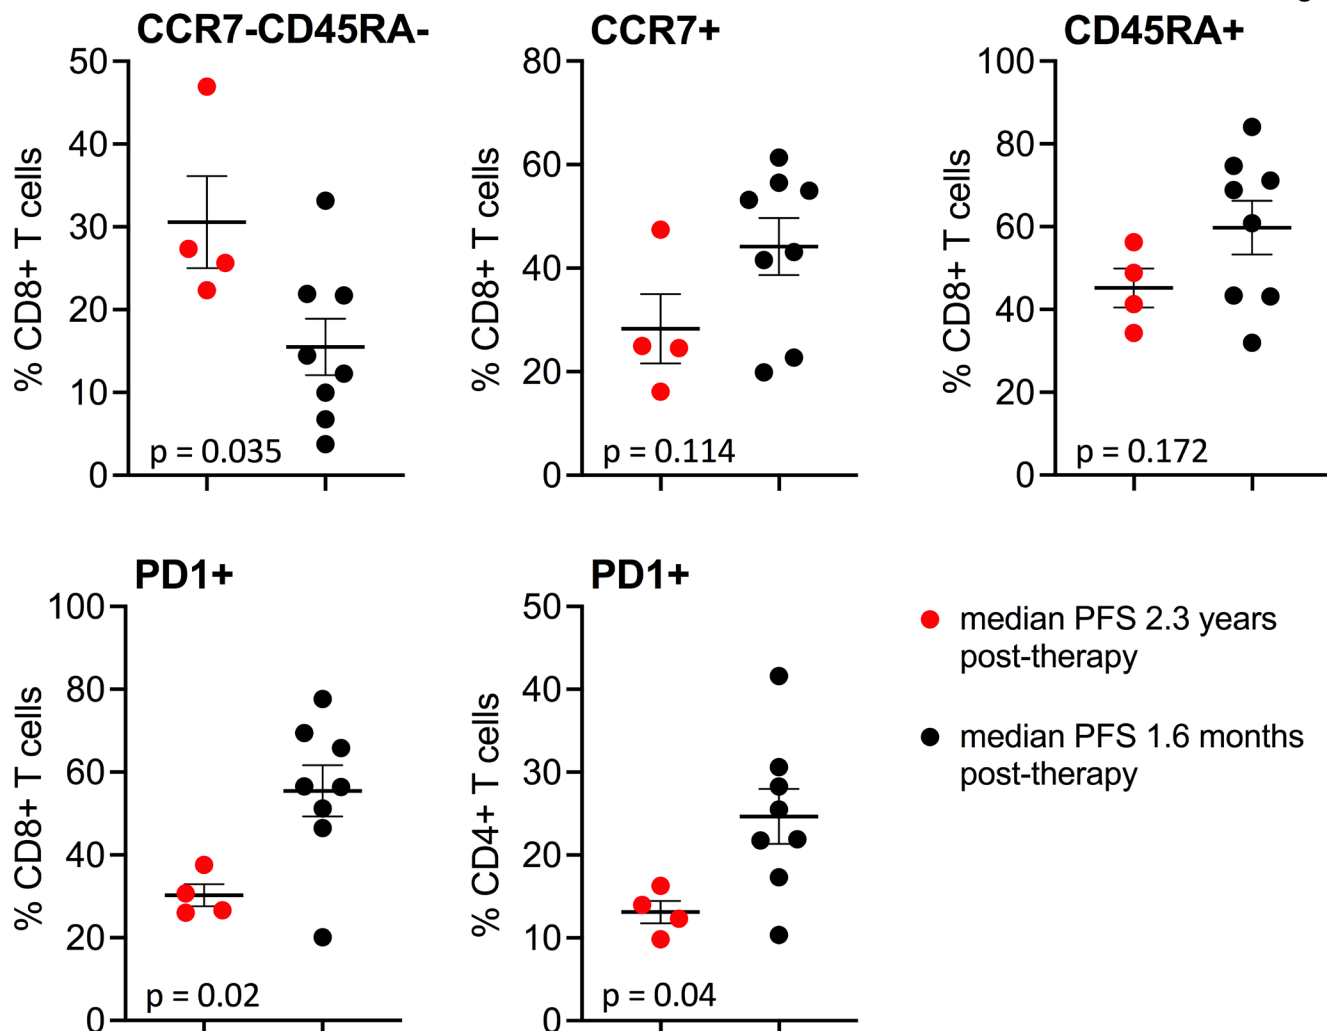 CCR7-CD45RA-
50
40
30
20
10
0
% CD8+ T cells
p = 0.035
CCR7+
80
60
40
20
0
% CD8+ T cells
p = 0.114
CD45RA+
100
80
60
40
20
0
% CD8+ T cells
p = 0.172
PD1+
100
80
60
40
20
0
% CD8+ T cells
p = 0.02
PD1+
50
40
30
20
10
0
% CD4+ T cells
p = 0.04
median PFS 2.3 years
post-therapy
median PFS 1.6 months
post-therapy